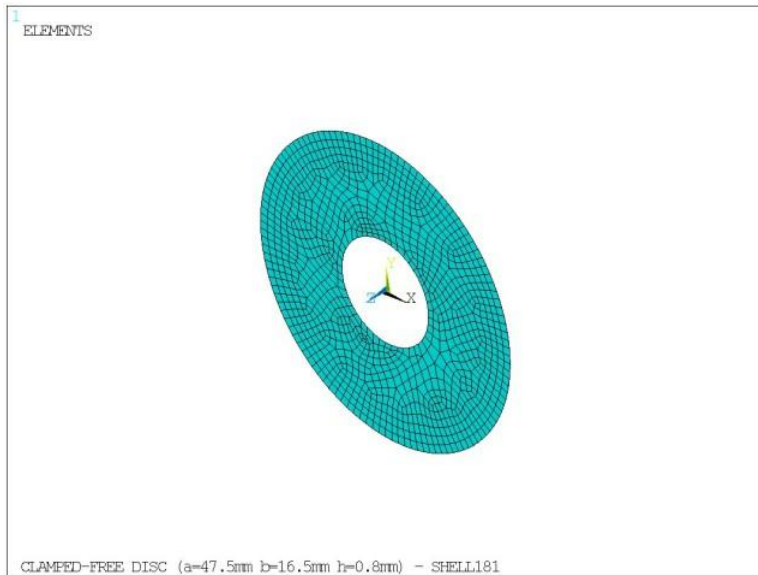 1
ELEMENTS
Y
Z X
CLAMPED-FREE DISC (a=47.5mm b=16.5mm h=0.8mm) - SHELL181